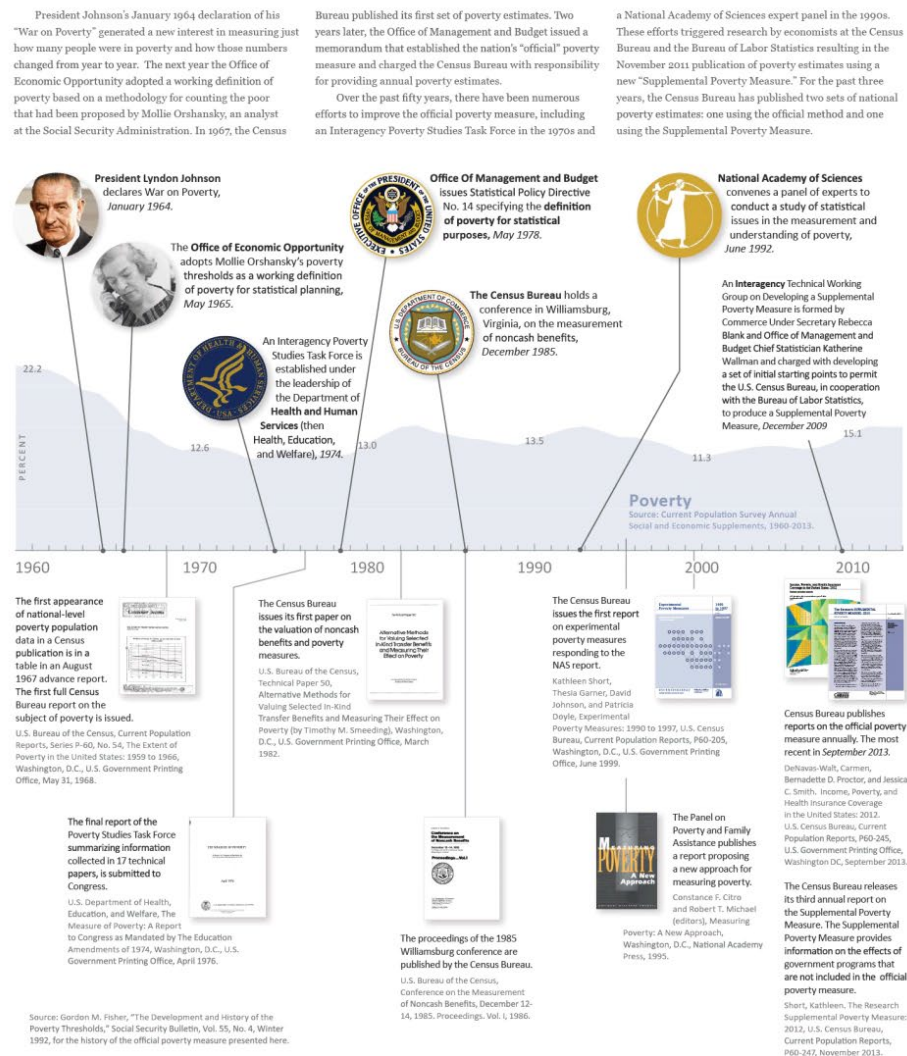 President Johnson's January 1964 declaration of his
"War on Poverty" generated a new interest in measuring just
how many people were in poverty and how those numbers
changed from year to year. The next year the Office of
Economic Opportunity adopted a working definition of
poverty based on a methodology for counting the poor
that had been proposed by Mollie Orshansky, an analyst
at the Social Security Administration. In 1967, the Census
Bureau published its first set of poverty estimates. Two
years later, the Office of Management and Budget issued a
memorandum that established the nation's "official" poverty
measure and charged the Census Bureau with responsibility
for providing annual poverty estimates.
Over the past fifty years, there have been numerous
efforts to improve the official poverty measure, including
an Interagency Poverty Studies Task Force in the 1970s and
a National Academy of Sciences expert panel in the 1990s.
These efforts triggered research by economists at the Census
Bureau and the Bureau of Labor Statistics resulting in the
November 2011 publication of poverty estimates using a
new "Supplemental Poverty Measure." For the past three
years, the Census Bureau has published two sets of national
poverty estimates: one using the official method and one
using the Supplemental Poverty Measure.
President Lyndon Johnson
declares War on Poverty,
January 1964.
The Office of Economic Opportunity
adopts Mollie Orshansky's poverty
thresholds as a working definition
of poverty for statistical planning,
May 1965.
DEPARTMENT OF HEALTH & HUMAN SERVICES · USA
An Interagency Poverty
Studies Task Force is
established under
the leadership of
the Department of
Health and Human
Services (then
Health, Education,
and Welfare), 1974.
EXECUTIVE OFFICE OF THE PRESIDENT OF THE UNITED STATES
Office Of Management and Budget
issues Statistical Policy Directive
No. 14 specifying the definition
of poverty for statistical
purposes, May 1978.
U.S. DEPARTMENT OF COMMERCE
BUREAU OF THE CENSUS
The Census Bureau holds a
conference in Williamsburg,
Virginia, on the measurement
of noncash benefits,
December 1985.
National Academy of Sciences
convenes a panel of experts to
conduct a study of statistical
issues in the measurement and
understanding of poverty,
June 1992.
An Interagency Technical Working
Group on Developing a Supplemental
Poverty Measure is formed by
Commerce Under Secretary Rebecca
Blank and Office of Management and
Budget Chief Statistician Katherine
Wallman and charged with developing
a set of initial starting points to permit
the U.S. Census Bureau, in cooperation
with the Bureau of Labor Statistics,
to produce a Supplemental Poverty
Measure, December 2009
22.2
12.6
13.0
13.5
11.3
15.1
PERCENT
Poverty
Source: Current Population Survey Annual
Social and Economic Supplements, 1960-2013.
1960
1970
1980
1990
2000
2010
The first appearance
of national-level
poverty population
data in a Census
publication is in a
table in an August
1967 advance report.
The first full Census
Bureau report on the
subject of poverty is issued.
U.S. Bureau of the Census, Current Population
Reports, Series P-60, No. 54, The Extent of
Poverty in the United States: 1959 to 1966,
Washington, D.C., U.S. Government Printing
Office, May 31, 1968.
The Census Bureau
issues its first paper on
the valuation of noncash
benefits and poverty
measures.
U.S. Bureau of the Census,
Technical Paper 50,
Alternative Methods for
Valuing Selected In-Kind
Transfer Benefits and Measuring Their Effect on
Poverty (by Timothy M. Smeeding), Washington,
D.C., U.S. Government Printing Office, March
1982.
Alternative Methods
for Valuing Selected
In-Kind Transfer Benefits
and Measuring Their
Effect on Poverty
The Census Bureau
issues the first report
on experimental
poverty measures
responding to the
NAS report.
Kathleen Short,
Thesia Garner, David
Johnson, and Patricia
Doyle, Experimental
Poverty Measures: 1990 to 1997, U.S. Census
Bureau, Current Population Reports, P60-205,
Washington, D.C., U.S. Government Printing
Office, June 1999.
Experimental
Poverty
Measures
1990
to 1997
Census Bureau publishes
reports on the official poverty
measure annually. The most
recent in September 2013.
DeNavas-Walt, Carmen,
Bernadette D. Proctor, and Jessica
C. Smith. Income, Poverty, and
Health Insurance Coverage
in the United States: 2012.
U.S. Census Bureau, Current
Population Reports, P60-245,
U.S. Government Printing Office,
Washington DC, September 2013.
The final report of the
Poverty Studies Task Force
summarizing information
collected in 17 technical
papers, is submitted to
Congress.
U.S. Department of Health,
Education, and Welfare, The
Measure of Poverty: A Report
to Congress as Mandated by The Education
Amendments of 1974, Washington, D.C., U.S.
Government Printing Office, April 1976.
THE MEASURE OF POVERTY
Conference on
the Measurement
of Noncash Benefits
Proceedings...Vol.I
The proceedings of the 1985
Williamsburg conference are
published by the Census Bureau.
U.S. Bureau of the Census,
Conference on the Measurement
of Noncash Benefits, December 12-
14, 1985. Proceedings. Vol. I, 1986.
Measuring
POVERTY
A New
Approach
The Panel on
Poverty and Family
Assistance publishes
a report proposing
a new approach for
measuring poverty.
Constance F. Citro
and Robert T. Michael
(editors), Measuring
Poverty: A New Approach,
Washington, D.C., National Academy
Press, 1995.
The Census Bureau releases
its third annual report on
the Supplemental Poverty
Measure. The Supplemental
Poverty Measure provides
information on the effects of
government programs that
are not included in the official
poverty measure.
Short, Kathleen. The Research
Supplemental Poverty Measure:
2012, U.S. Census Bureau,
Current Population Reports,
P60-247, November 2013.
Source: Gordon M. Fisher, "The Development and History of the
Poverty Thresholds," Social Security Bulletin, Vol. 55, No. 4, Winter
1992, for the history of the official poverty measure presented here.